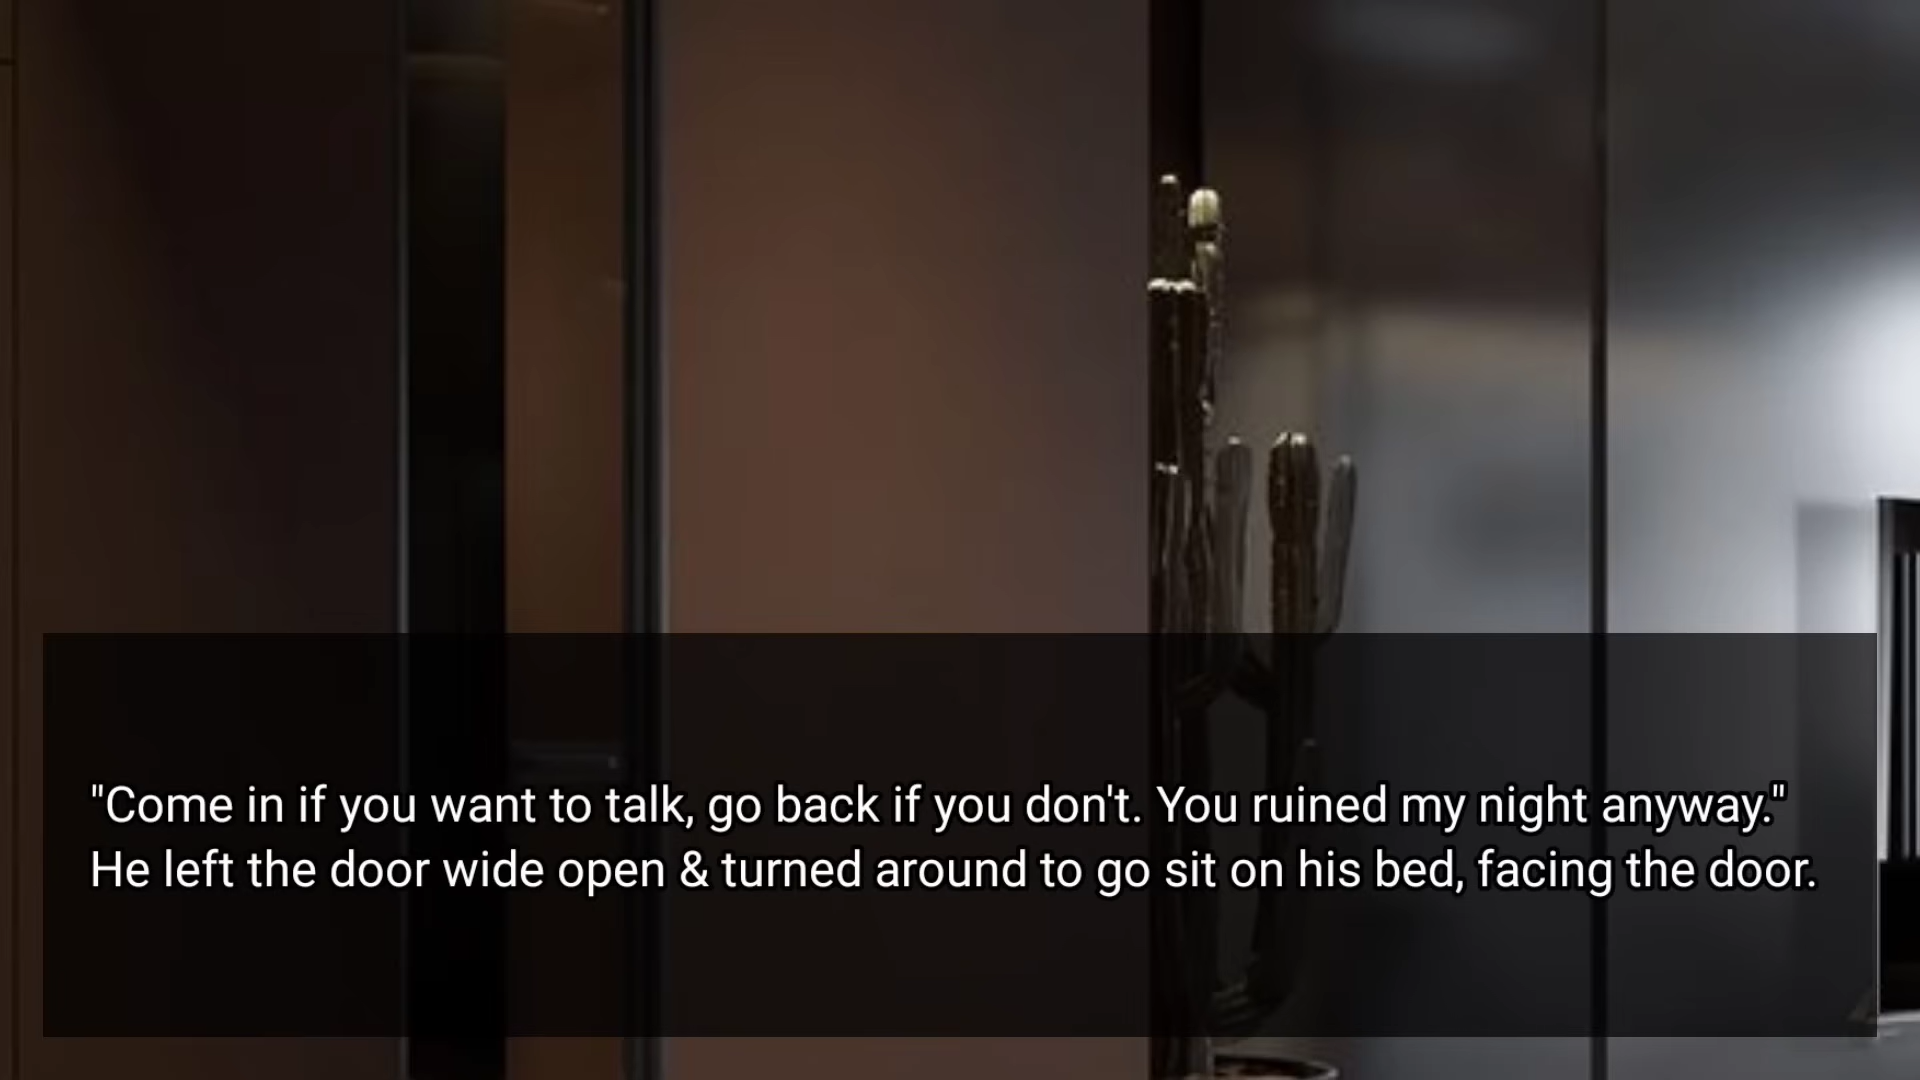 "Come in if you want to talk, go back if you don't. You ruined my night anyway."
He left the door wide open & turned around to go sit on his bed, facing the door.